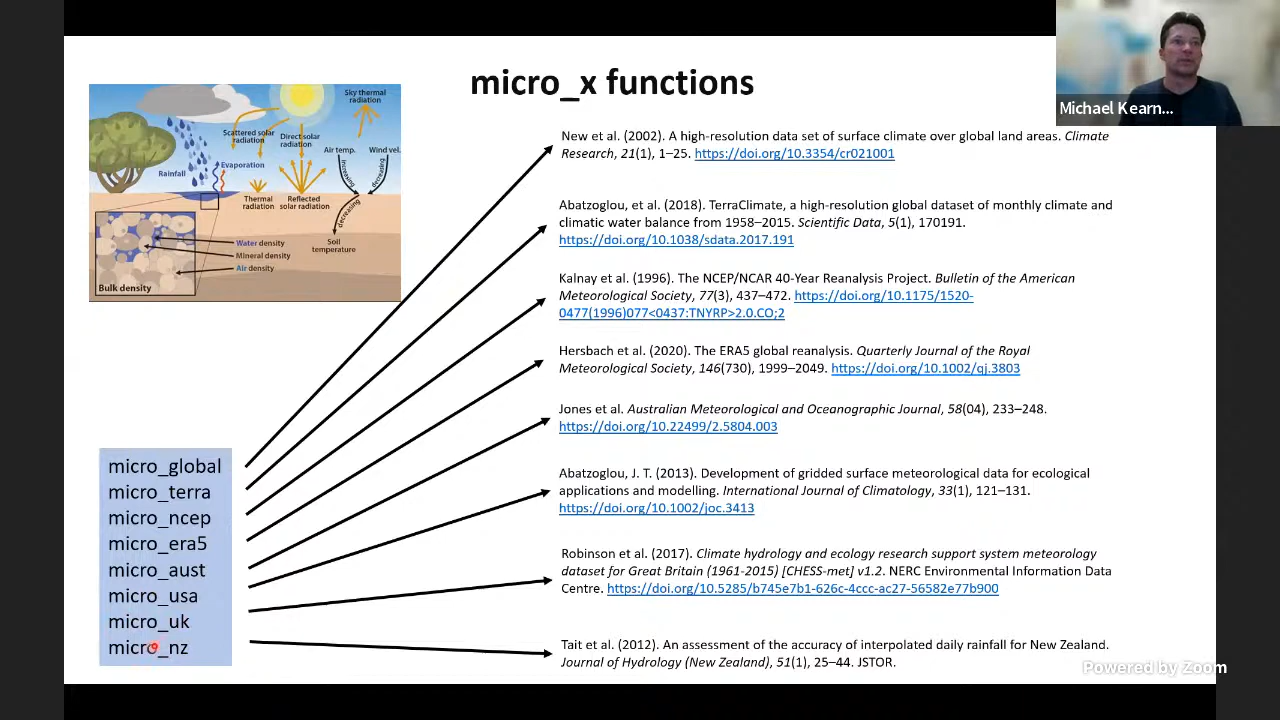 micro_x functions
Michael Kearn...
Sky thermal
radiation
Scattered solar
radiation
Direct solar
radiation
Air temp.
Wind vel.
increasing
decreasing
Rainfall
Evaporation
Thermal
radiation
Reflected
solar radiation
decreasing
Soil
temperature
Water density
Mineral density
Air density
Bulk density
New et al. (2002). A high-resolution data set of surface climate over global land areas. Climate
Research, 21(1), 1–25. https://doi.org/10.3354/cr021001
Abatzoglou, et al. (2018). TerraClimate, a high-resolution global dataset of monthly climate and
climatic water balance from 1958–2015. Scientific Data, 5(1), 170191.
https://doi.org/10.1038/sdata.2017.191
Kalnay et al. (1996). The NCEP/NCAR 40-Year Reanalysis Project. Bulletin of the American
Meteorological Society, 77(3), 437–472. https://doi.org/10.1175/1520-
0477(1996)077<0437:TNYRP>2.0.CO;2
Hersbach et al. (2020). The ERA5 global reanalysis. Quarterly Journal of the Royal
Meteorological Society, 146(730), 1999–2049. https://doi.org/10.1002/qj.3803
Jones et al. Australian Meteorological and Oceanographic Journal, 58(04), 233–248.
https://doi.org/10.22499/2.5804.003
Abatzoglou, J. T. (2013). Development of gridded surface meteorological data for ecological
applications and modelling. International Journal of Climatology, 33(1), 121–131.
https://doi.org/10.1002/joc.3413
Robinson et al. (2017). Climate hydrology and ecology research support system meteorology
dataset for Great Britain (1961-2015) [CHESS-met] v1.2. NERC Environmental Information Data
Centre. https://doi.org/10.5285/b745e7b1-626c-4ccc-ac27-56582e77b900
Tait et al. (2012). An assessment of the accuracy of interpolated daily rainfall for New Zealand.
Journal of Hydrology (New Zealand), 51(1), 25–44. JSTOR.
micro_global
micro_terra
micro_ncep
micro_era5
micro_aust
micro_usa
micro_uk
micro_nz
Powered by Zoom